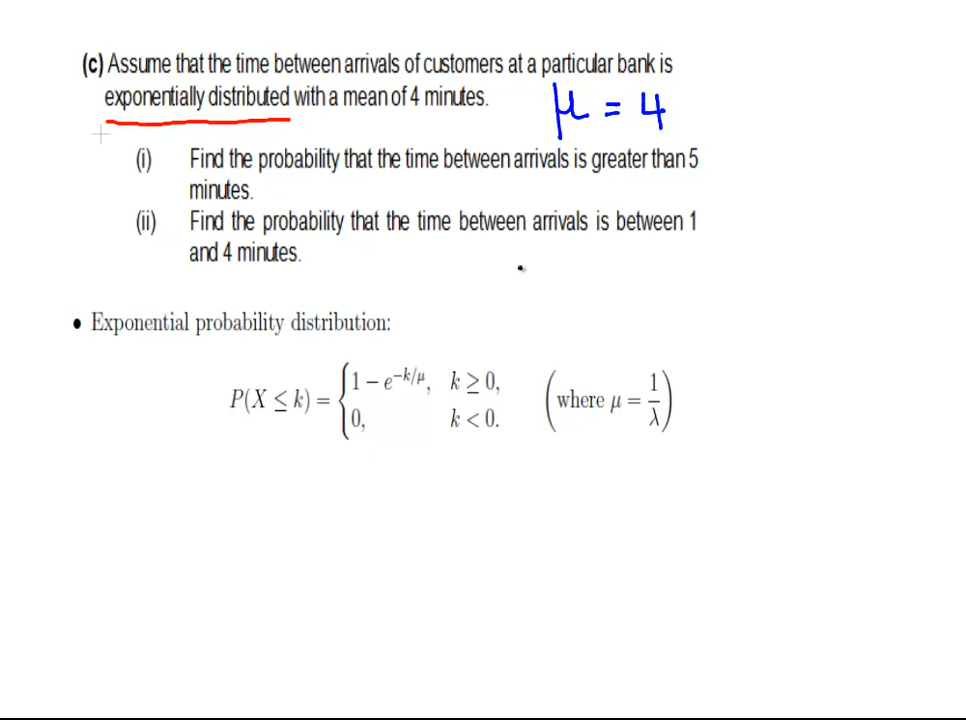 (c) Assume that the time between arrivals of customers at a particular bank is
exponentially distributed with a mean of 4 minutes.
μ = 4
(i) Find the probability that the time between arrivals is greater than 5
minutes.
(ii) Find the probability that the time between arrivals is between 1
and 4 minutes.
• Exponential probability distribution:
P(X ≤ k) = { 1 − e^{−k/μ}, k ≥ 0,
0, k < 0.
(where μ = 1/λ)